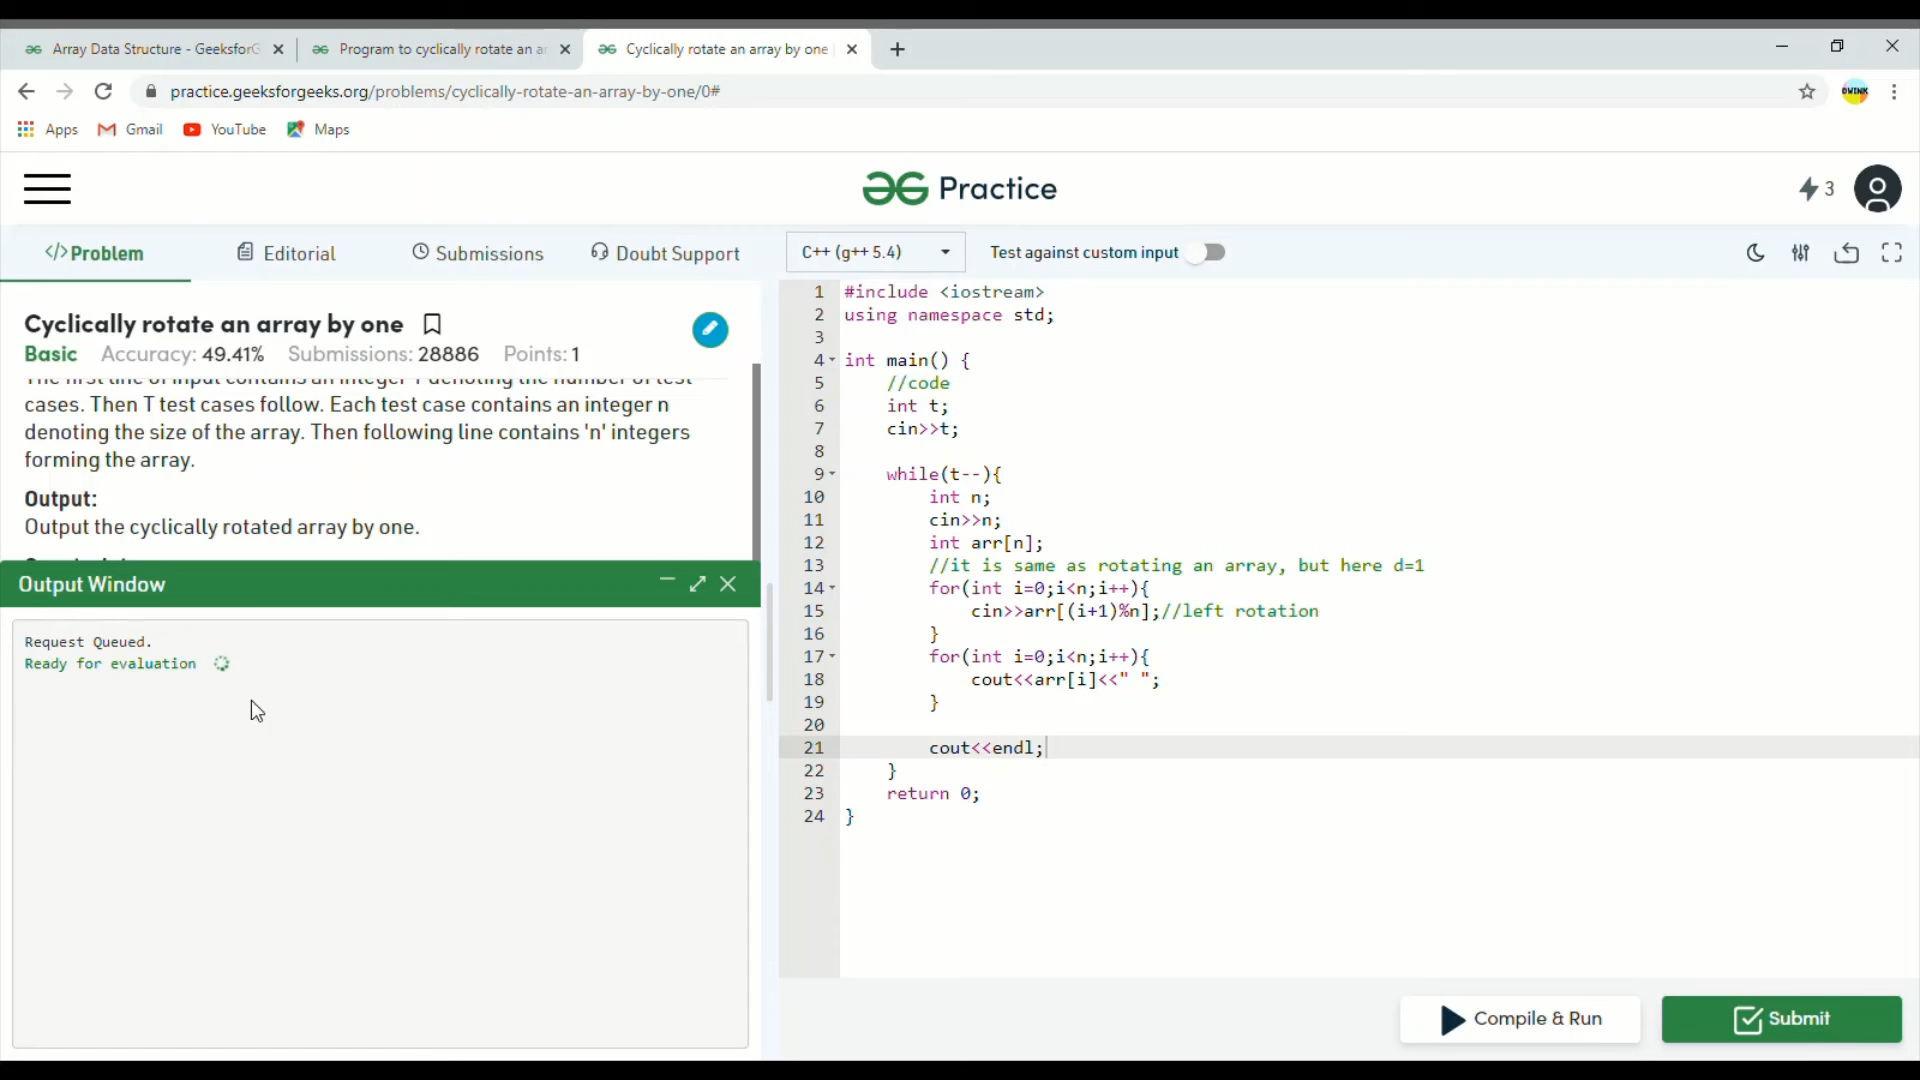 Array Data Structure - GeeksforG
Program to cyclically rotate an a
Cyclically rotate an array by one
practice.geeksforgeeks.org/problems/cyclically-rotate-an-array-by-one/0#
DWINK
Apps
Gmail
YouTube
Maps
Practice
3
</>Problem
Editorial
Submissions
Doubt Support
C++ (g++ 5.4)
Test against custom input
Cyclically rotate an array by one
Basic Accuracy: 49.41% Submissions: 28886 Points: 1
The first line of input contains an integer T denoting the number of test
cases. Then T test cases follow. Each test case contains an integer n
denoting the size of the array. Then following line contains 'n' integers
forming the array.
Output:
Output the cyclically rotated array by one.
Output Window
Request Queued.
Ready for evaluation
1 #include <iostream>
2 using namespace std;
3
4 int main() {
5 //code
6 int t;
7 cin>>t;
8
9 while(t--){
10 int n;
11 cin>>n;
12 int arr[n];
13 //it is same as rotating an array, but here d=1
14 for(int i=0;i<n;i++){
15 cin>>arr[(i+1)%n];//left rotation
16 }
17 for(int i=0;i<n;i++){
18 cout<<arr[i]<<" ";
19 }
20
21 cout<<endl;
22 }
23 return 0;
24 }
Compile & Run
Submit